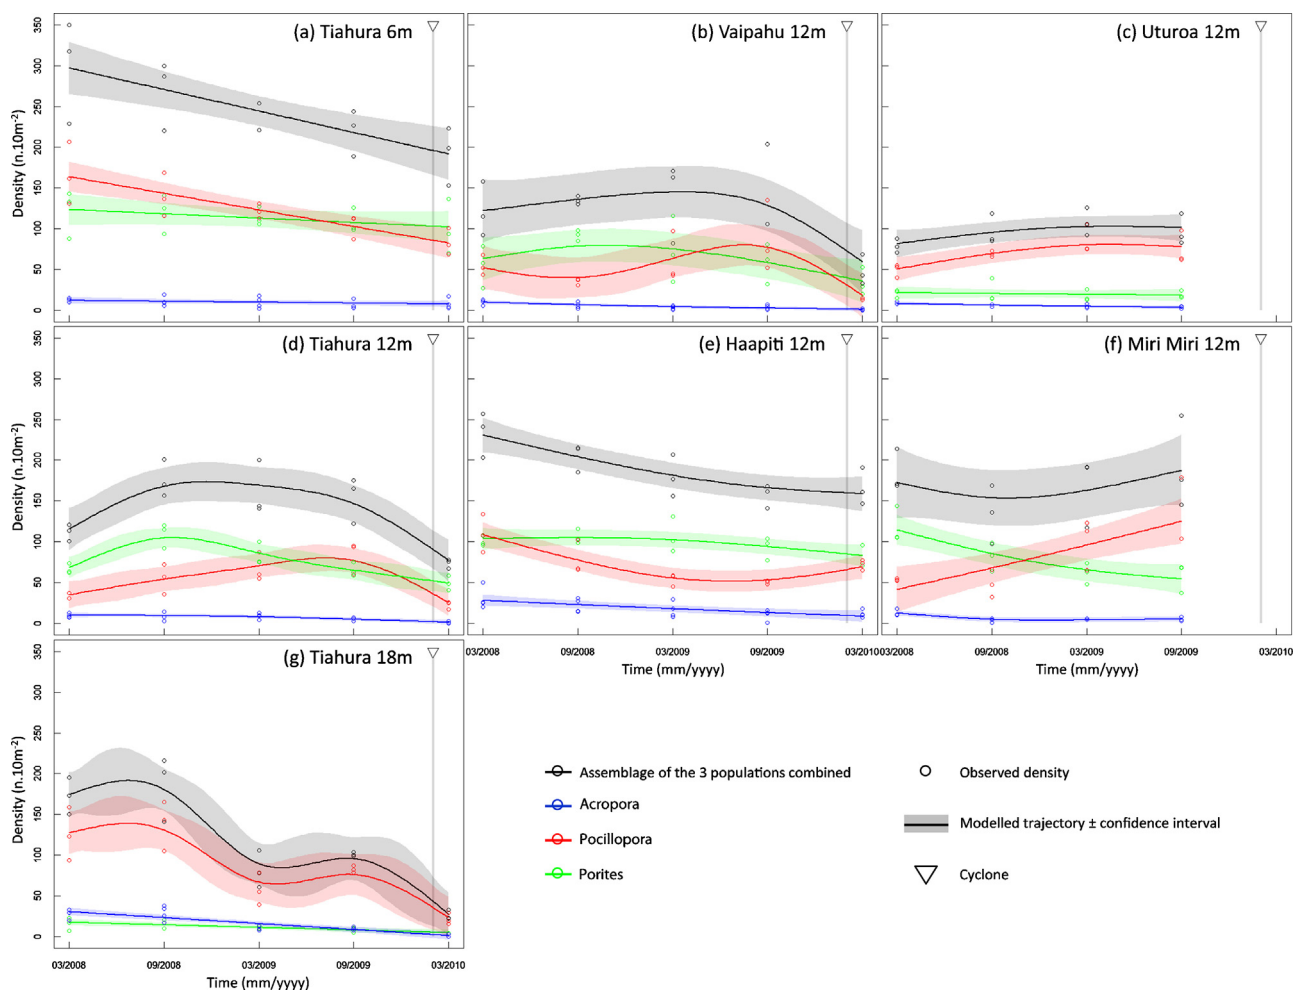 (a) Tiahura 6m
(b) Vaipahu 12m
(c) Uturoa 12m
Density (n.10m⁻²)
0 50 100 150 200 250 300 350
(d) Tiahura 12m
(e) Haapiti 12m
(f) Miri Miri 12m
Density (n.10m⁻²)
0 50 100 150 200 250 300 350
03/2008 09/2008 03/2009 09/2009 03/2010
Time (mm/yyyy)
03/2008 09/2008 03/2009 09/2009 03/2010
Time (mm/yyyy)
(g) Tiahura 18m
Density (n.10m⁻²)
0 50 100 150 200 250 300 350
03/2008 09/2008 03/2009 09/2009 03/2010
Time (mm/yyyy)
Assemblage of the 3 populations combined
Acropora
Pocillopora
Porites
Observed density
Modelled trajectory ± confidence interval
Cyclone